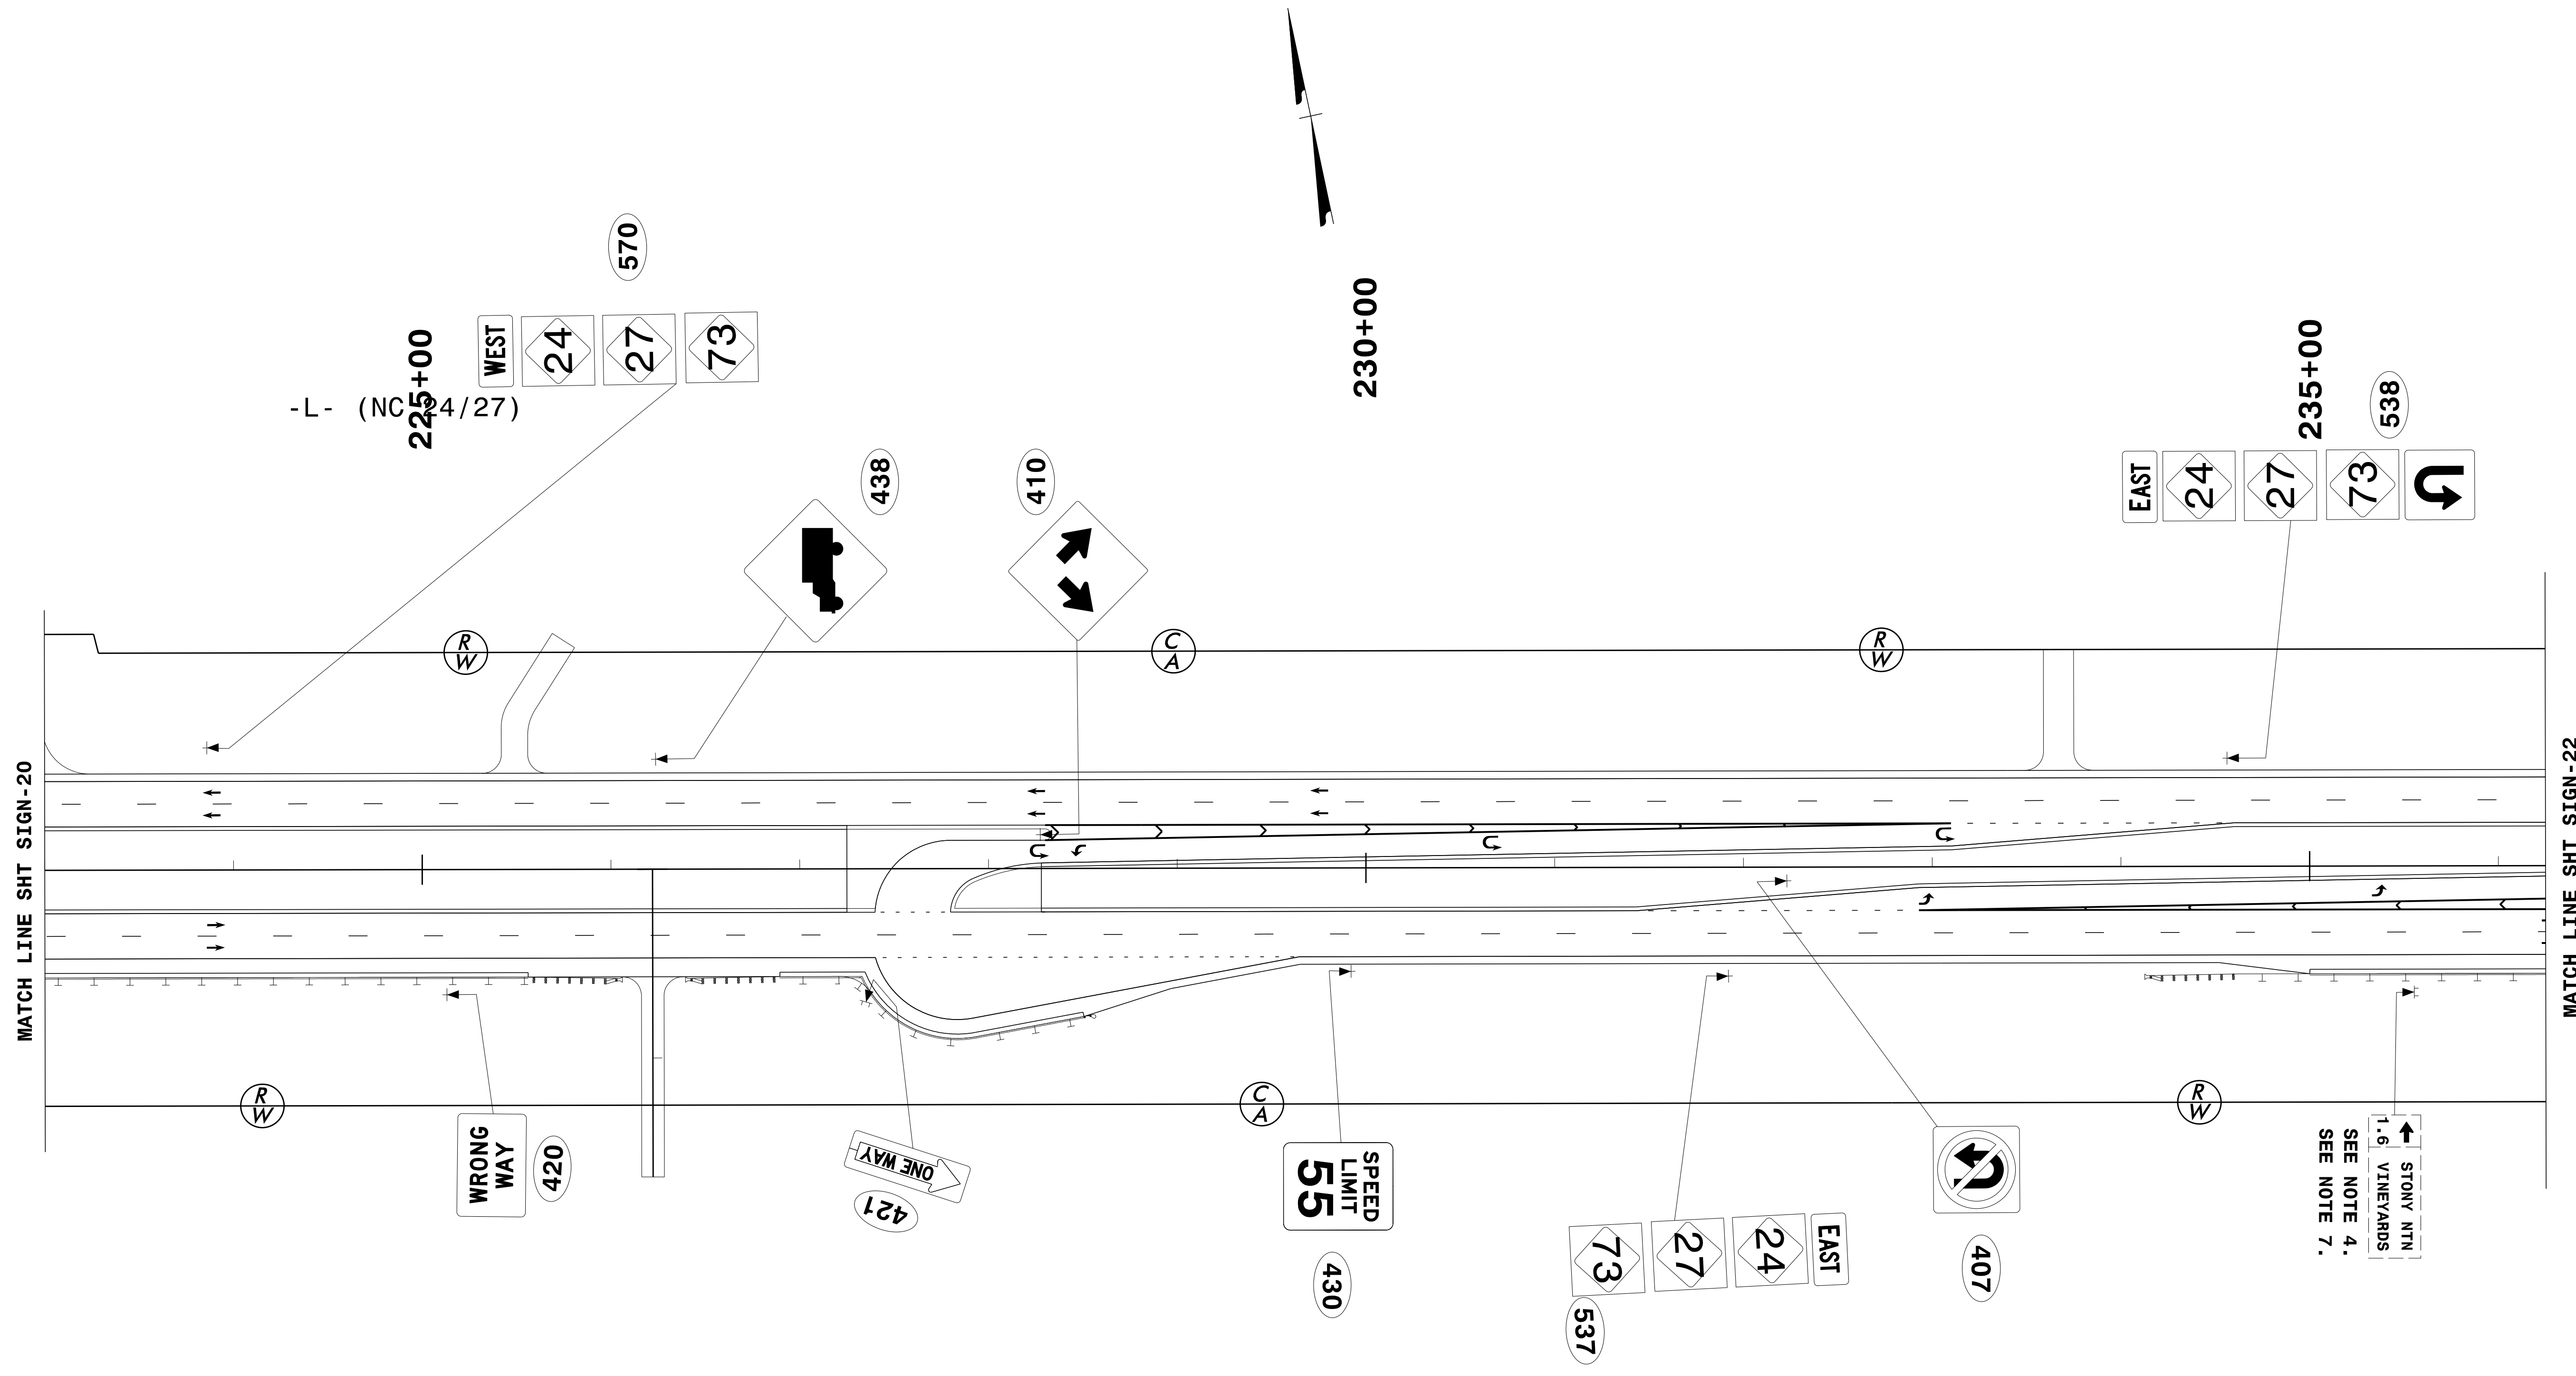 570
WEST
24
27
73
225+00
-L- (NC 24/27)
438
410
230+00
235+00
538
EAST
24
27
73
R
W
C
A
R
W
MATCH LINE SHT SIGN-20
MATCH LINE SHT SIGN-22
R
W
C
A
R
W
WRONG
WAY
420
ONE WAY
421
SPEED
LIMIT
55
430
EAST
24
27
73
537
407
STONY NTN
1.6 VINEYARDS
SEE NOTE 4.
SEE NOTE 7.